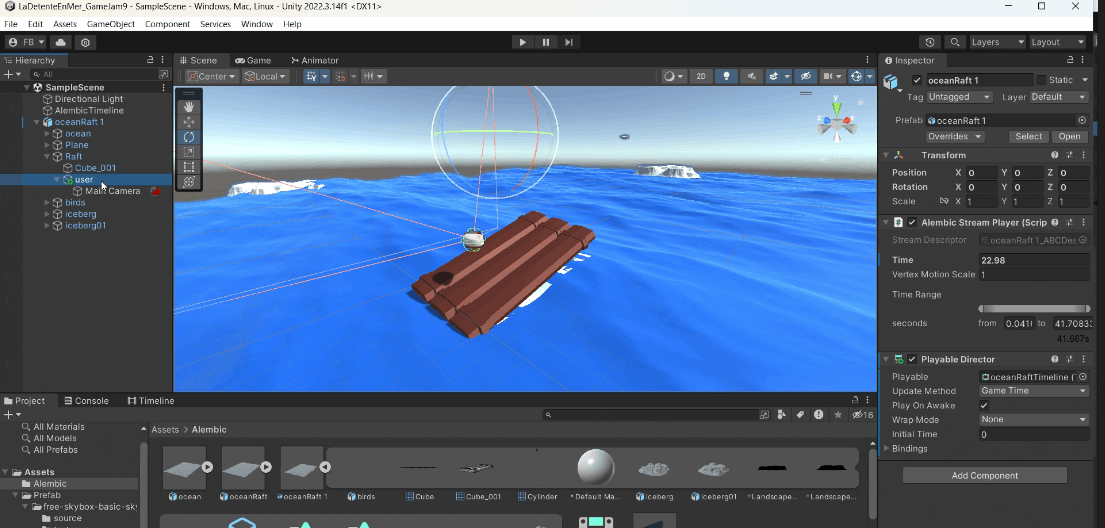 LaDetenteEnMer_GameJam9 - SampleScene - Windows, Mac, Linux - Unity 2022.3.14f1 <DX11>
File Edit Assets GameObject Component Services Window Help
FB Layers Layout
Hierarchy
All
SampleScene
Directional Light
AlembicTimeline
oceanRaft 1
ocean
Plane
Raft
Cube_001
user
Main Camera
birds
iceberg
iceberg01
Scene Game Animator
Center Local 2D
y
Inspector
oceanRaft 1 Static
Tag Untagged Layer Default
Prefab oceanRaft 1
Overrides Select Open
Transform
Position X 0 Y 0 Z 0
Rotation X 0 Y 0 Z 0
Scale X 1 Y 1 Z 1
Alembic Stream Player (Scrip
Stream Descriptor oceanRaft 1_ABCDes
Time 22.98
Vertex Motion Scale 1
Time Range
seconds from 0.0416 to 41.7083
41.667s
Playable Director
Playable oceanRaftTimeline (
Update Method Game Time
Play On Awake
Wrap Mode None
Initial Time 0
Bindings
Add Component
Project Console Timeline
16
All Materials
All Models
All Prefabs
Assets
Alembic
Prefab
free-skybox-basic-sky
source
Assets > Alembic
ocean oceanRaft oceanRaft 1 birds Cube Cube_001 Cylinder Default Ma... iceberg iceberg01 Landscape... Landscape...